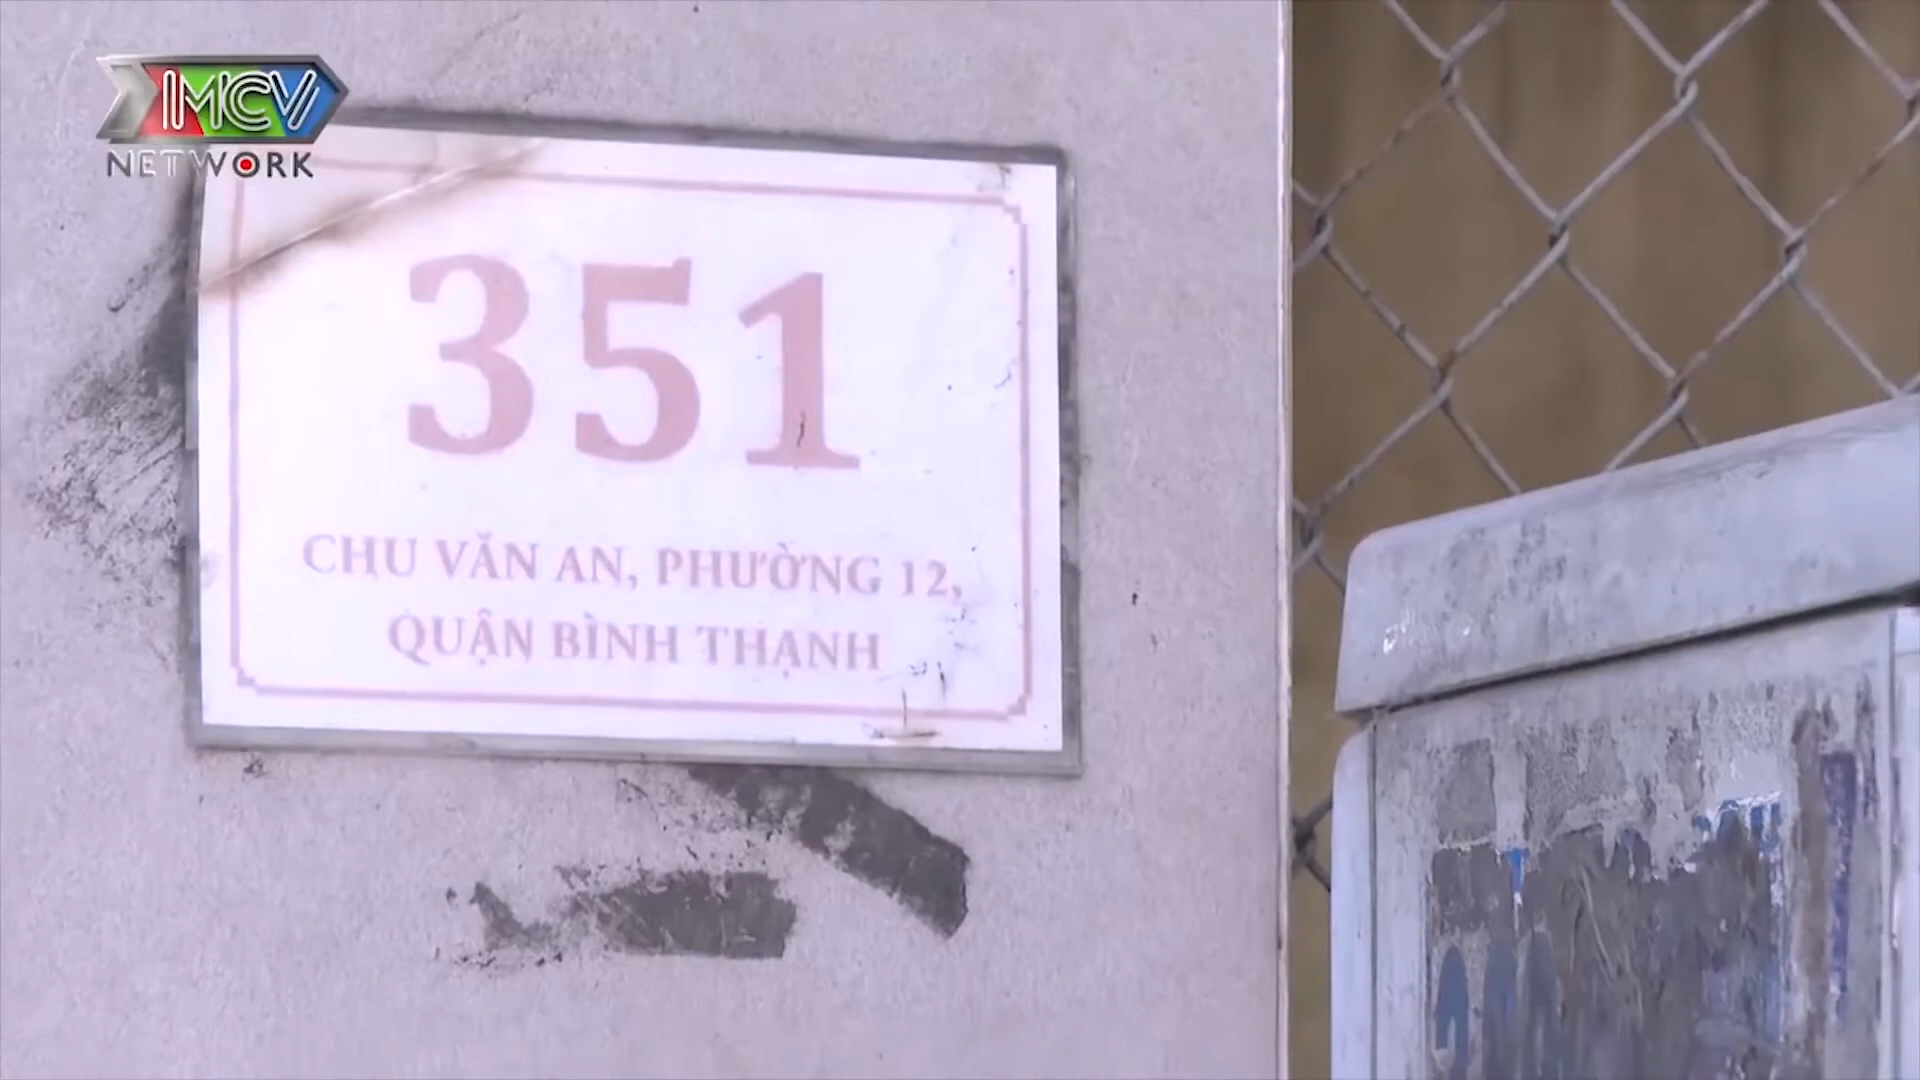 MCV
NETWORK
351
CHU VĂN AN, PHƯỜNG 12,
QUẬN BÌNH THẠNH